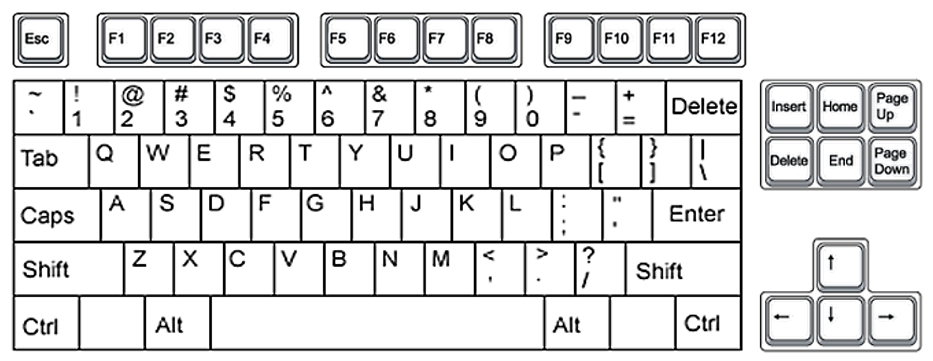 Esc F1 F2 F3 F4 F5 F6 F7 F8 F9 F10 F11 F12
~ ! @ # $ % ^ & * ( ) _ +
` 1 2 3 4 5 6 7 8 9 0 - = Delete
Tab Q W E R T Y U I O P { } |
[ ] \
Caps A S D F G H J K L : " Enter
; '
Shift Z X C V B N M < > ? Shift
, . /
Ctrl Alt Alt Ctrl
Insert Home Page
Up
Delete End Page
Down
↑
← ↓ →